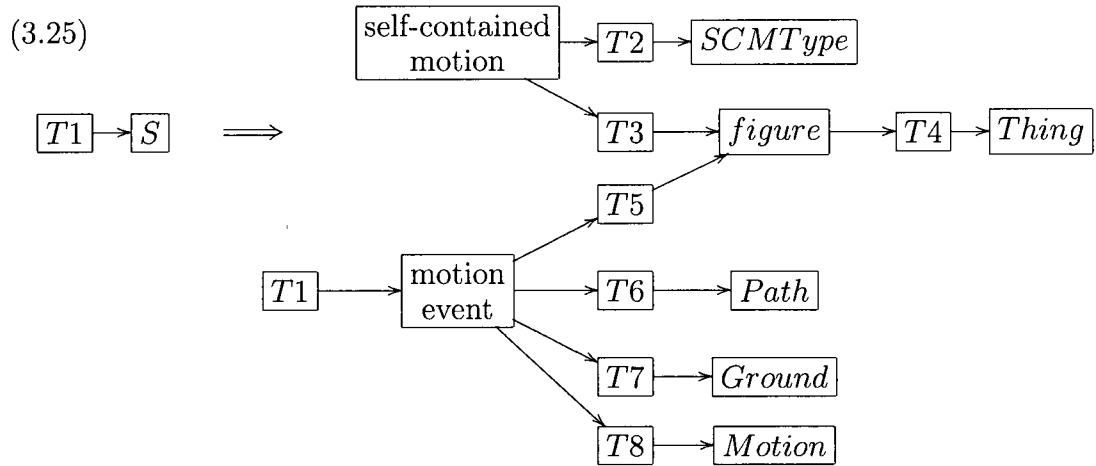 (3.25)
self-contained
motion
T2
SCMType
T1
S
⟹
T3
figure
T4
Thing
T5
T1
motion
event
T6
Path
T7
Ground
T8
Motion